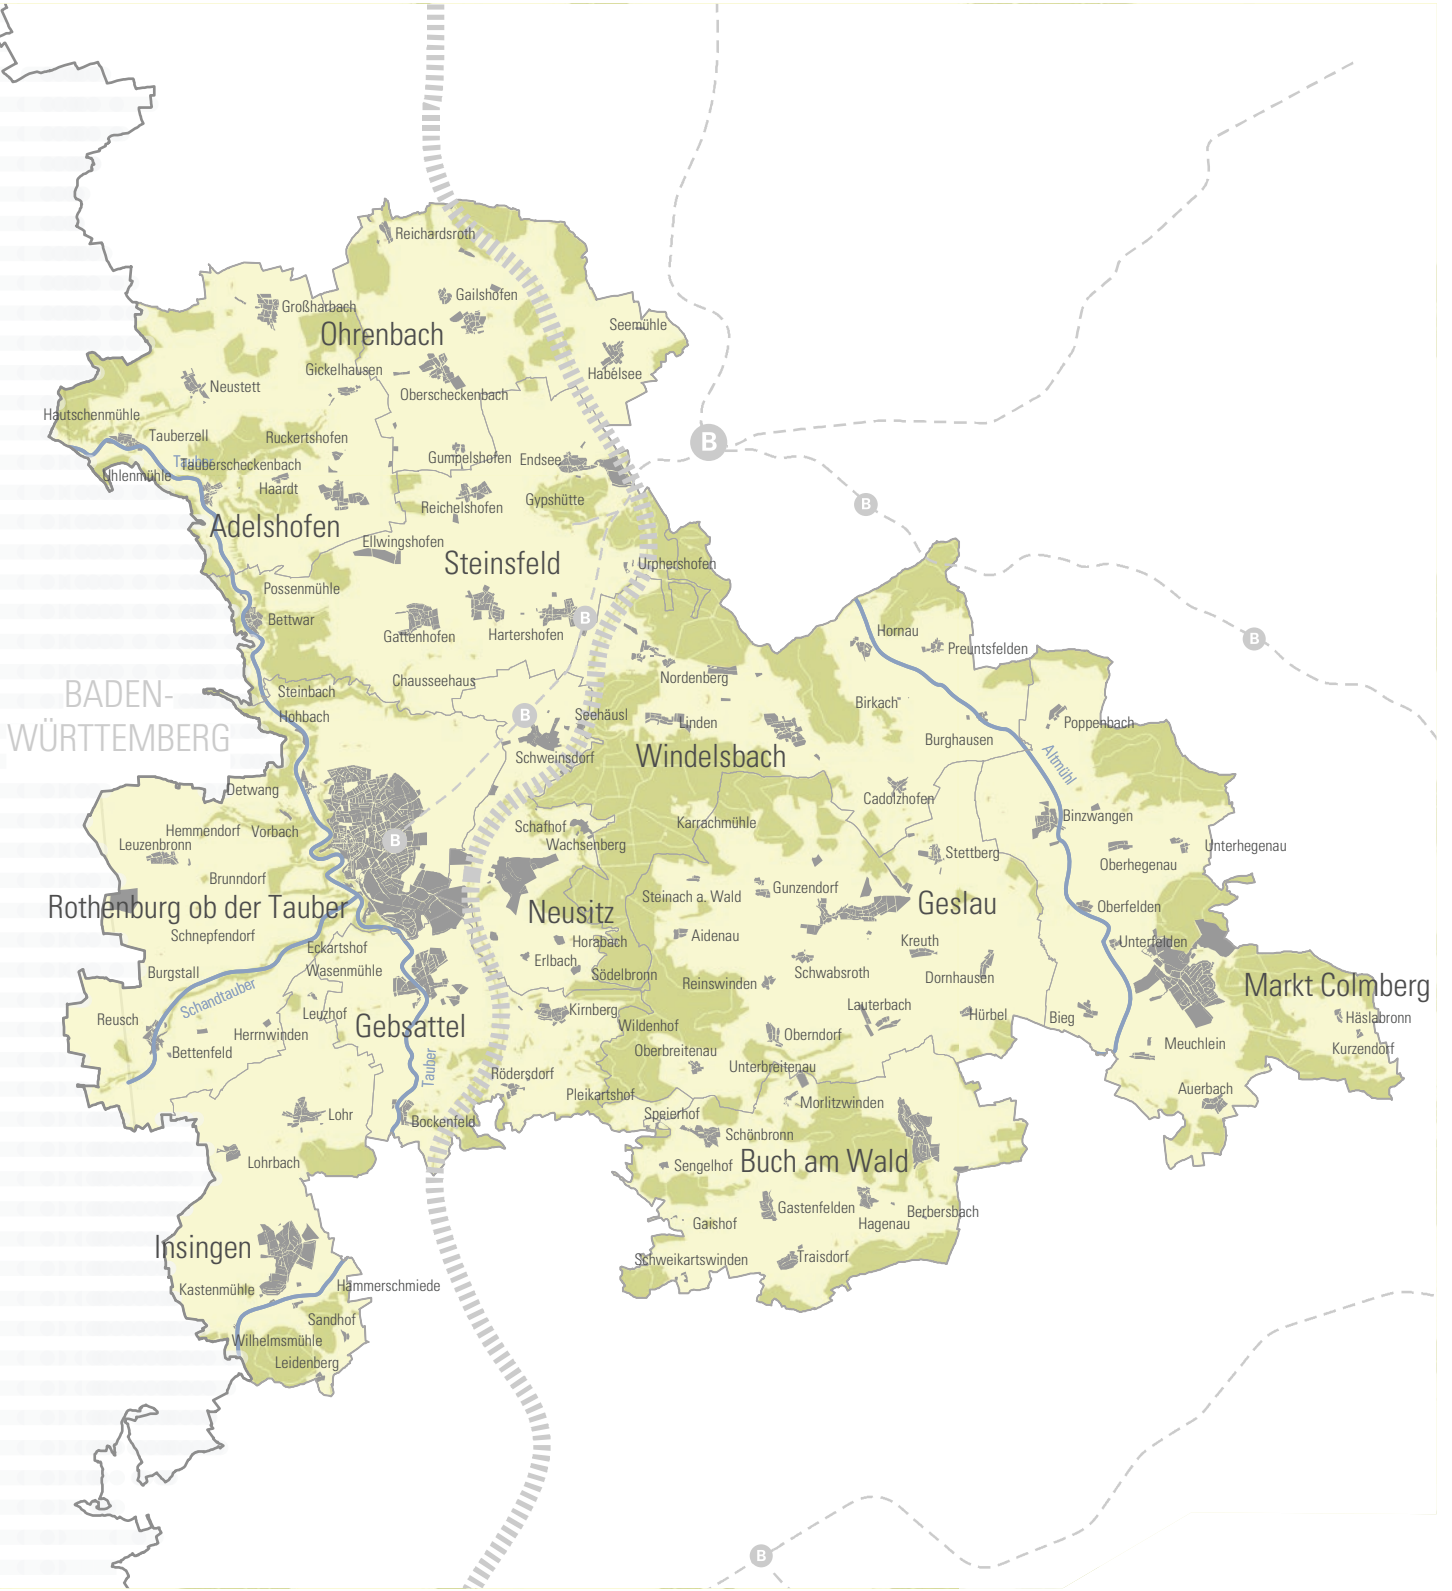 Reichardsroth
Gailshofen
Großharbach
Seemühle
Ohrenbach
Gickelhausen
Habelsee
Neustett
Oberscheckenbach
Hautschenmühle
Tauberzell
Ruckertshofen
B
Tauber
Tauberscheckenbach
Gumpelshofen
Endsee
Uhlenmühle
Haardt
Reichelshofen
Gypshütte
B
Adelshofen
Ellwingshofen
Steinsfeld
Urphershofen
Possenmühle
Bettwar
Gattenhofen
Hartershofen
B
Hornau
Preuntsfelden
B
Chausseehaus
Nordenberg
BADEN-
WÜRTTEMBERG
Steinbach
Hohbach
B
Seehäusl
Linden
Birkach
Poppenbach
Schweinsdorf
Windelsbach
Burghausen
Altmühl
Detwang
Cadolzhofen
Hemmendorf
Vorbach
Leuzenbronn
B
Schafhof
Wachsenberg
Karrachmühle
Binzwangen
Unterhegenau
Stettberg
Oberhegenau
Brunndorf
Steinach a. Wald
Gunzendorf
Rothenburg ob der Tauber
Neusitz
Geslau
Oberfelden
Schnepfendorf
Eckartshof
Horabach
Aidenau
Kreuth
Unterfelden
Erlbach
Burgstall
Wasenmühle
Södelbronn
Reinswinden
Schwabsroth
Dornhausen
Markt Colmberg
Schandtauber
Reusch
Leuzhof
Kirnberg
Lauterbach
Hürbel
Bieg
Häslabronn
Herrnwinden
Gebsattel
Wildenhof
Oberndorf
Bettenfeld
Oberbreitenau
Meuchlein
Kurzendorf
Tauber
Rödersdorf
Unterbreitenau
Pleikartshof
Morlitzwinden
Auerbach
Lohr
Bockenfeld
Speierhof
Schönbronn
Lohrbach
Sengelhof
Buch am Wald
Gastenfelden
Gaishof
Hagenau
Berbersbach
Insingen
Schweikartswinden
Traisdorf
Kastenmühle
Hammerschmiede
Sandhof
Wilhelmsmühle
Leidenberg
B